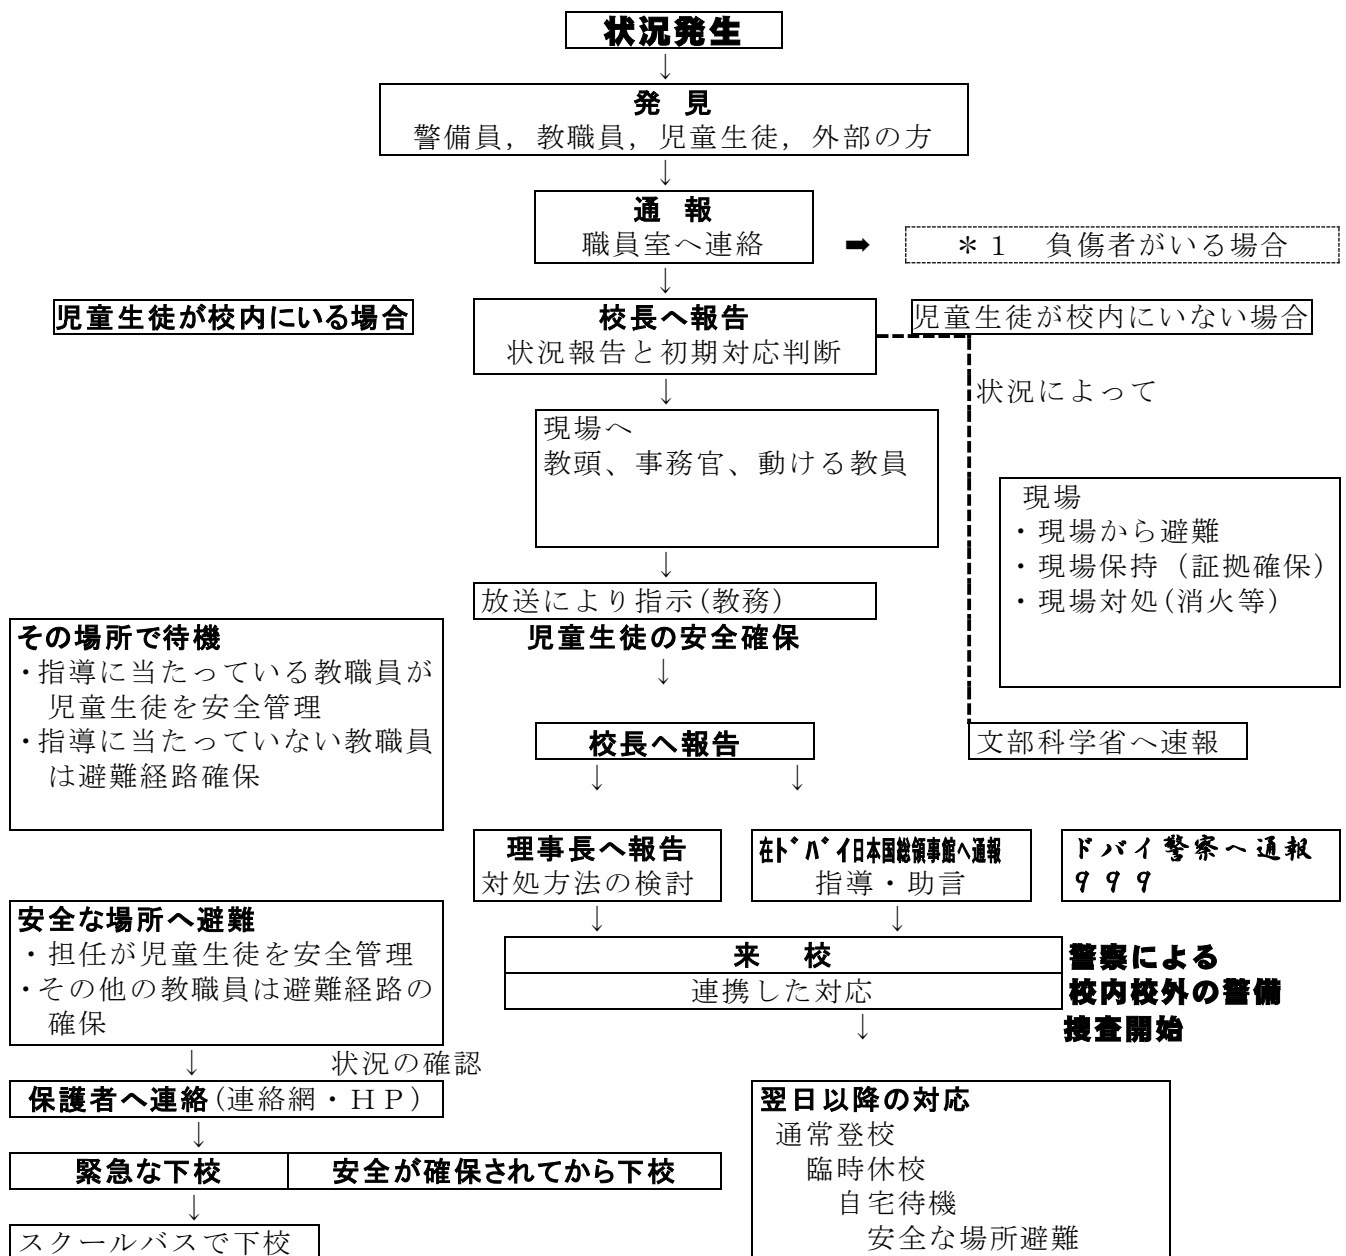 状況発生
↓
発　見
警備員，教職員，児童生徒，外部の方
↓
通　報
職員室へ連絡
➡
＊１　負傷者がいる場合
↓
児童生徒が校内にいる場合
校長へ報告
状況報告と初期対応判断
児童生徒が校内にいない場合
状況によって
↓
現場へ
教頭、事務官、動ける教員
現場
・現場から避難
・現場保持（証拠確保）
・現場対処(消火等)
↓
放送により指示(教務)
児童生徒の安全確保
↓
その場所で待機
・指導に当たっている教職員が
児童生徒を安全管理
・指導に当たっていない教職員
は避難経路確保
校長へ報告
文部科学省へ速報
↓　↓
理事長へ報告
対処方法の検討
在ドバイ日本国総領事館へ通報
指導・助言
ドバイ警察へ通報
９９９
↓　↓
安全な場所へ避難
・担任が児童生徒を安全管理
・その他の教職員は避難経路の
確保
来　校
連携した対応
警察による
校内校外の警備
捜査開始
↓
↓　状況の確認
保護者へ連絡(連絡網・ＨＰ)
↓
緊急な下校
安全が確保されてから下校
↓
スクールバスで下校
翌日以降の対応
通常登校
臨時休校
自宅待機
安全な場所避難